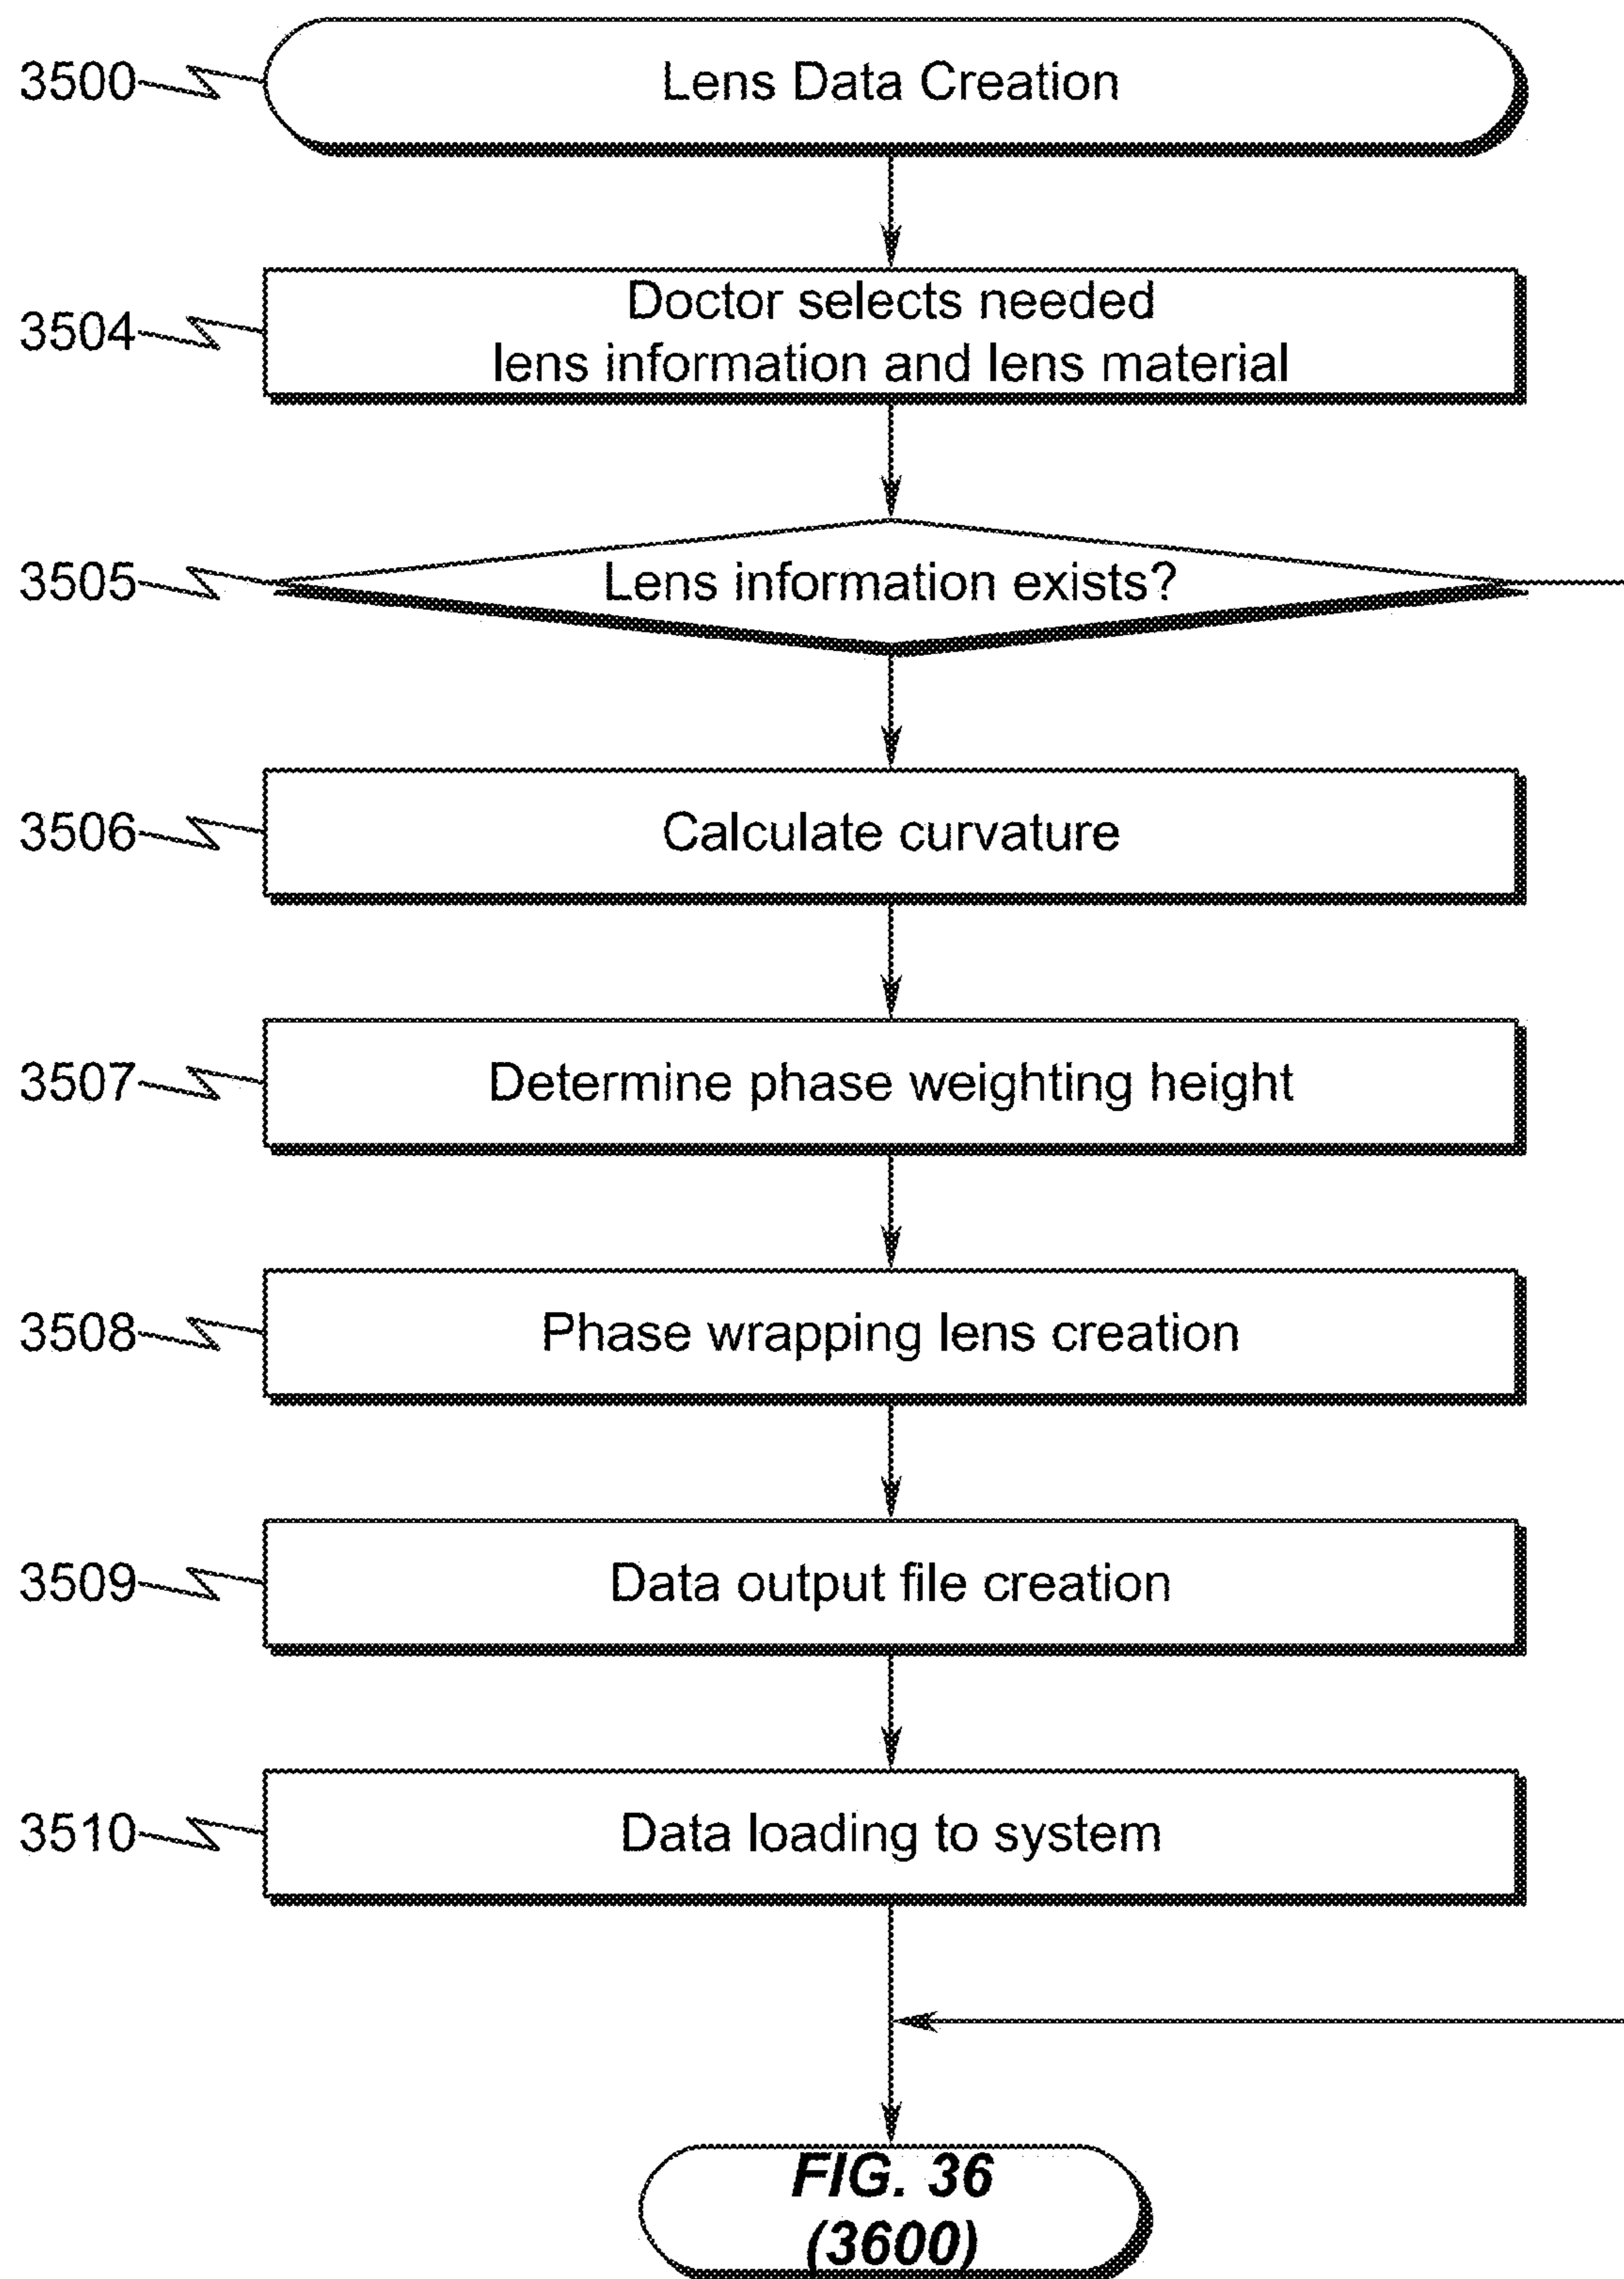 3500
Lens Data Creation
3504
Doctor selects needed
lens information and lens material
3505
Lens information exists?
3506
Calculate curvature
3507
Determine phase weighting height
3508
Phase wrapping lens creation
3509
Data output file creation
3510
Data loading to system
FIG. 36
(3600)